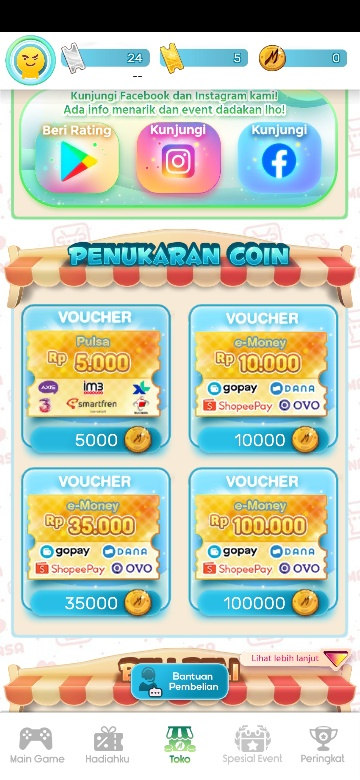 24
5
0
--
Kunjungi Facebook dan Instagram kami!
Ada info menarik dan event dadakan lho!
Beri Rating
Kunjungi
Kunjungi
PENUKARAN COIN
VOUCHER
Pulsa
Rp 5.000
AXIS
im3
XL
3
smartfren
5000
VOUCHER
e-Money
Rp 10.000
gopay
DANA
ShopeePay
OVO
10000
VOUCHER
e-Money
Rp 35.000
gopay
DANA
ShopeePay
OVO
35000
VOUCHER
e-Money
Rp 100.000
gopay
DANA
ShopeePay
OVO
100000
Lihat lebih lanjut
Bantuan
Pembelian
Main Game
Hadiahku
Toko
Spesial Event
Peringkat